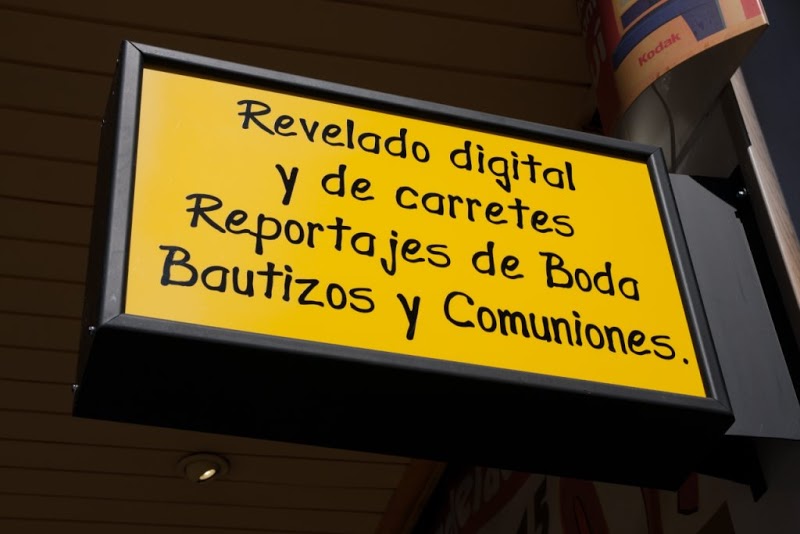 Kodak
Revelado digital
y de carretes
Reportajes de Boda
Bautizos y Comuniones.